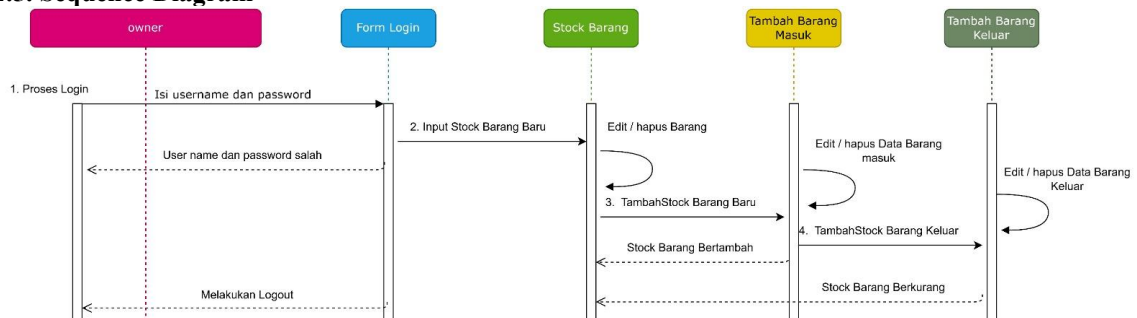 Sequence Diagram
owner
Form Login
Stock Barang
Tambah Barang
Masuk
Tambah Barang
Keluar
1. Proses Login
Isi username dan password
2. Input Stock Barang Baru
Edit / hapus Barang
User name dan password salah
Edit / hapus Data Barang
masuk
Edit / hapus Data Barang
Keluar
3. TambahStock Barang Baru
4. TambahStock Barang Keluar
Stock Barang Bertambah
Melakukan Logout
Stock Barang Berkurang